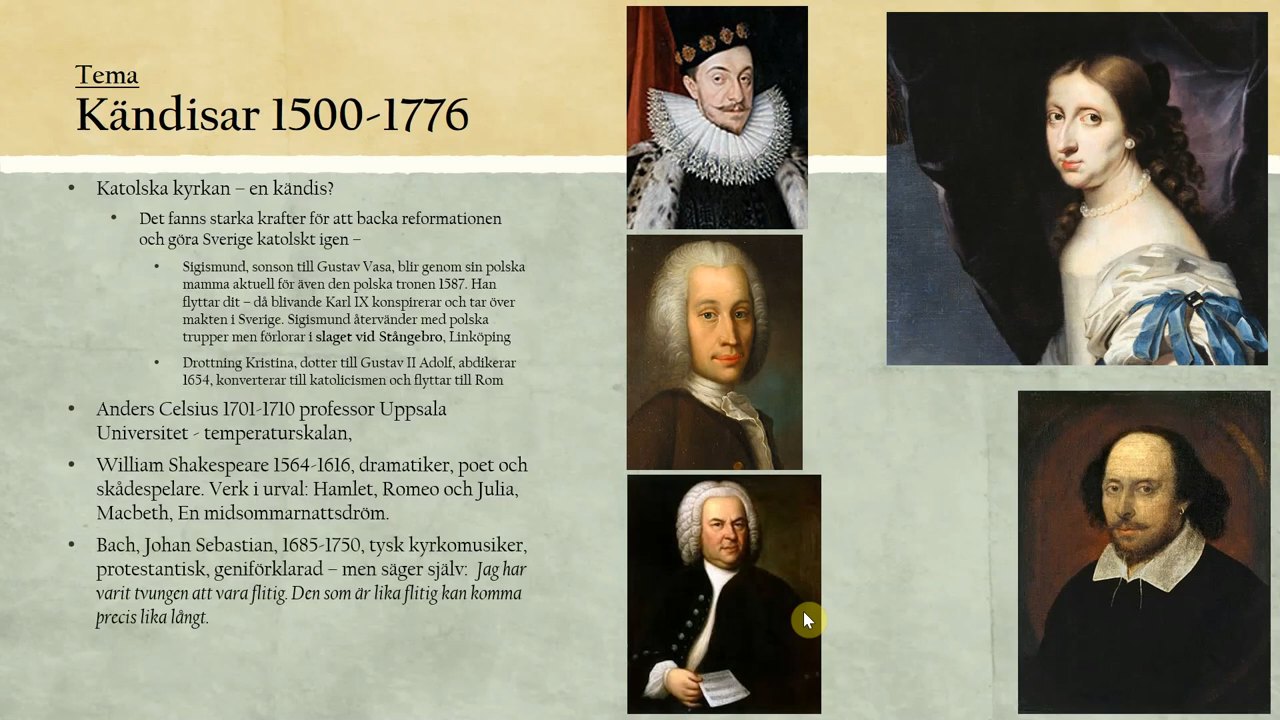 Tema
Kändisar 1500-1776
• Katolska kyrkan – en kändis?
• Det fanns starka krafter för att backa reformationen
och göra Sverige katolskt igen –
• Sigismund, sonson till Gustav Vasa, blir genom sin polska
mamma aktuell för även den polska tronen 1587. Han
flyttar dit – då blivande Karl IX konspirerar och tar över
makten i Sverige. Sigismund återvänder med polska
trupper men förlorar i slaget vid Stångebro, Linköping
• Drottning Kristina, dotter till Gustav II Adolf, abdikerar
1654, konverterar till katolicismen och flyttar till Rom
• Anders Celsius 1701-1710 professor Uppsala
Universitet - temperaturskalan,
• William Shakespeare 1564-1616, dramatiker, poet och
skådespelare. Verk i urval: Hamlet, Romeo och Julia,
Macbeth, En midsommarnattsdröm.
• Bach, Johan Sebastian, 1685-1750, tysk kyrkomusiker,
protestantisk, geniförklarad – men säger själv: Jag har
varit tvungen att vara flitig. Den som är lika flitig kan komma
precis lika långt.